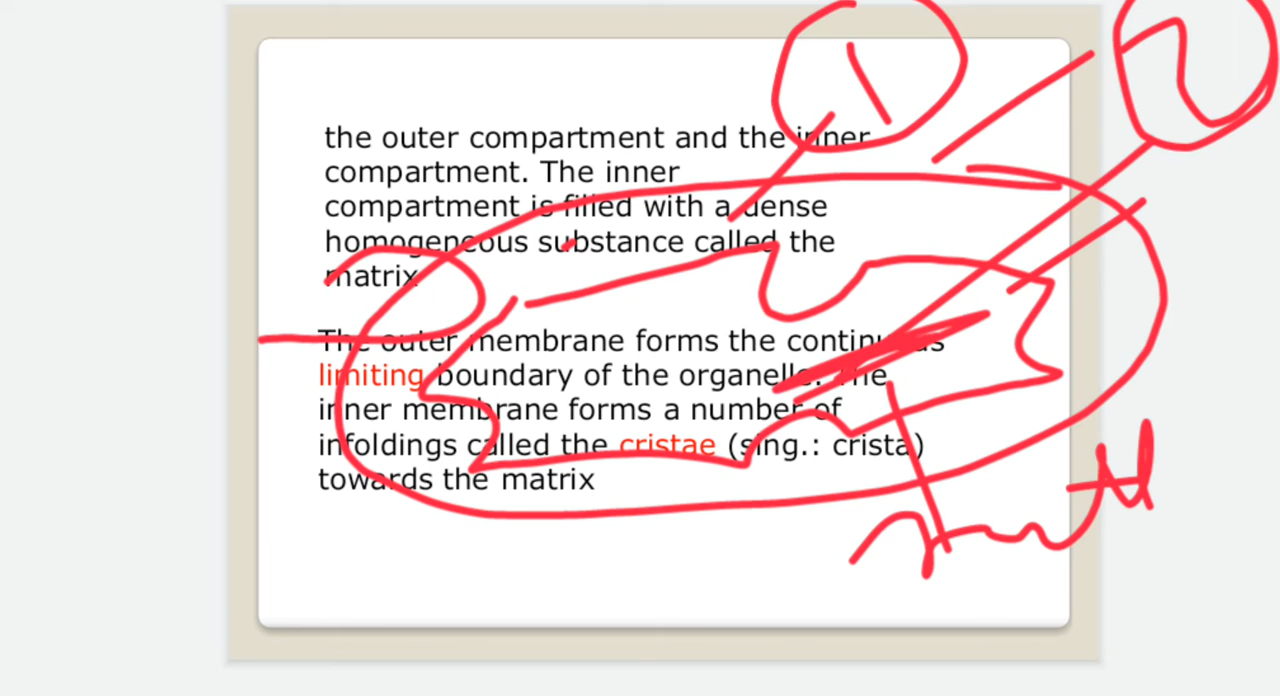 1
2
the outer compartment and the inner
compartment. The inner
compartment is filled with a dense
homogeneous substance called the
matrix
The outer membrane forms the continuous
limiting boundary of the organelle. The
inner membrane forms a number of
infoldings called the cristae (sing.: crista)
towards the matrix